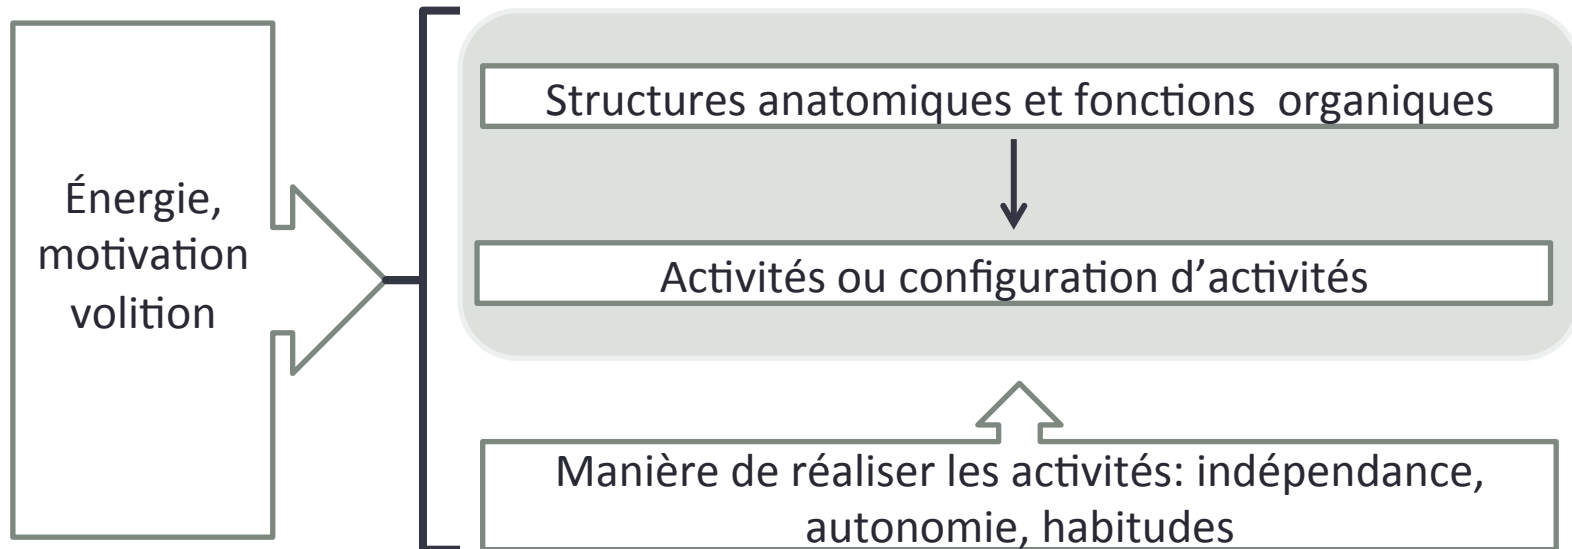 Énergie,
motivation
volition
Structures anatomiques et fonctions organiques
Activités ou configuration d’activités
Manière de réaliser les activités: indépendance,
autonomie, habitudes